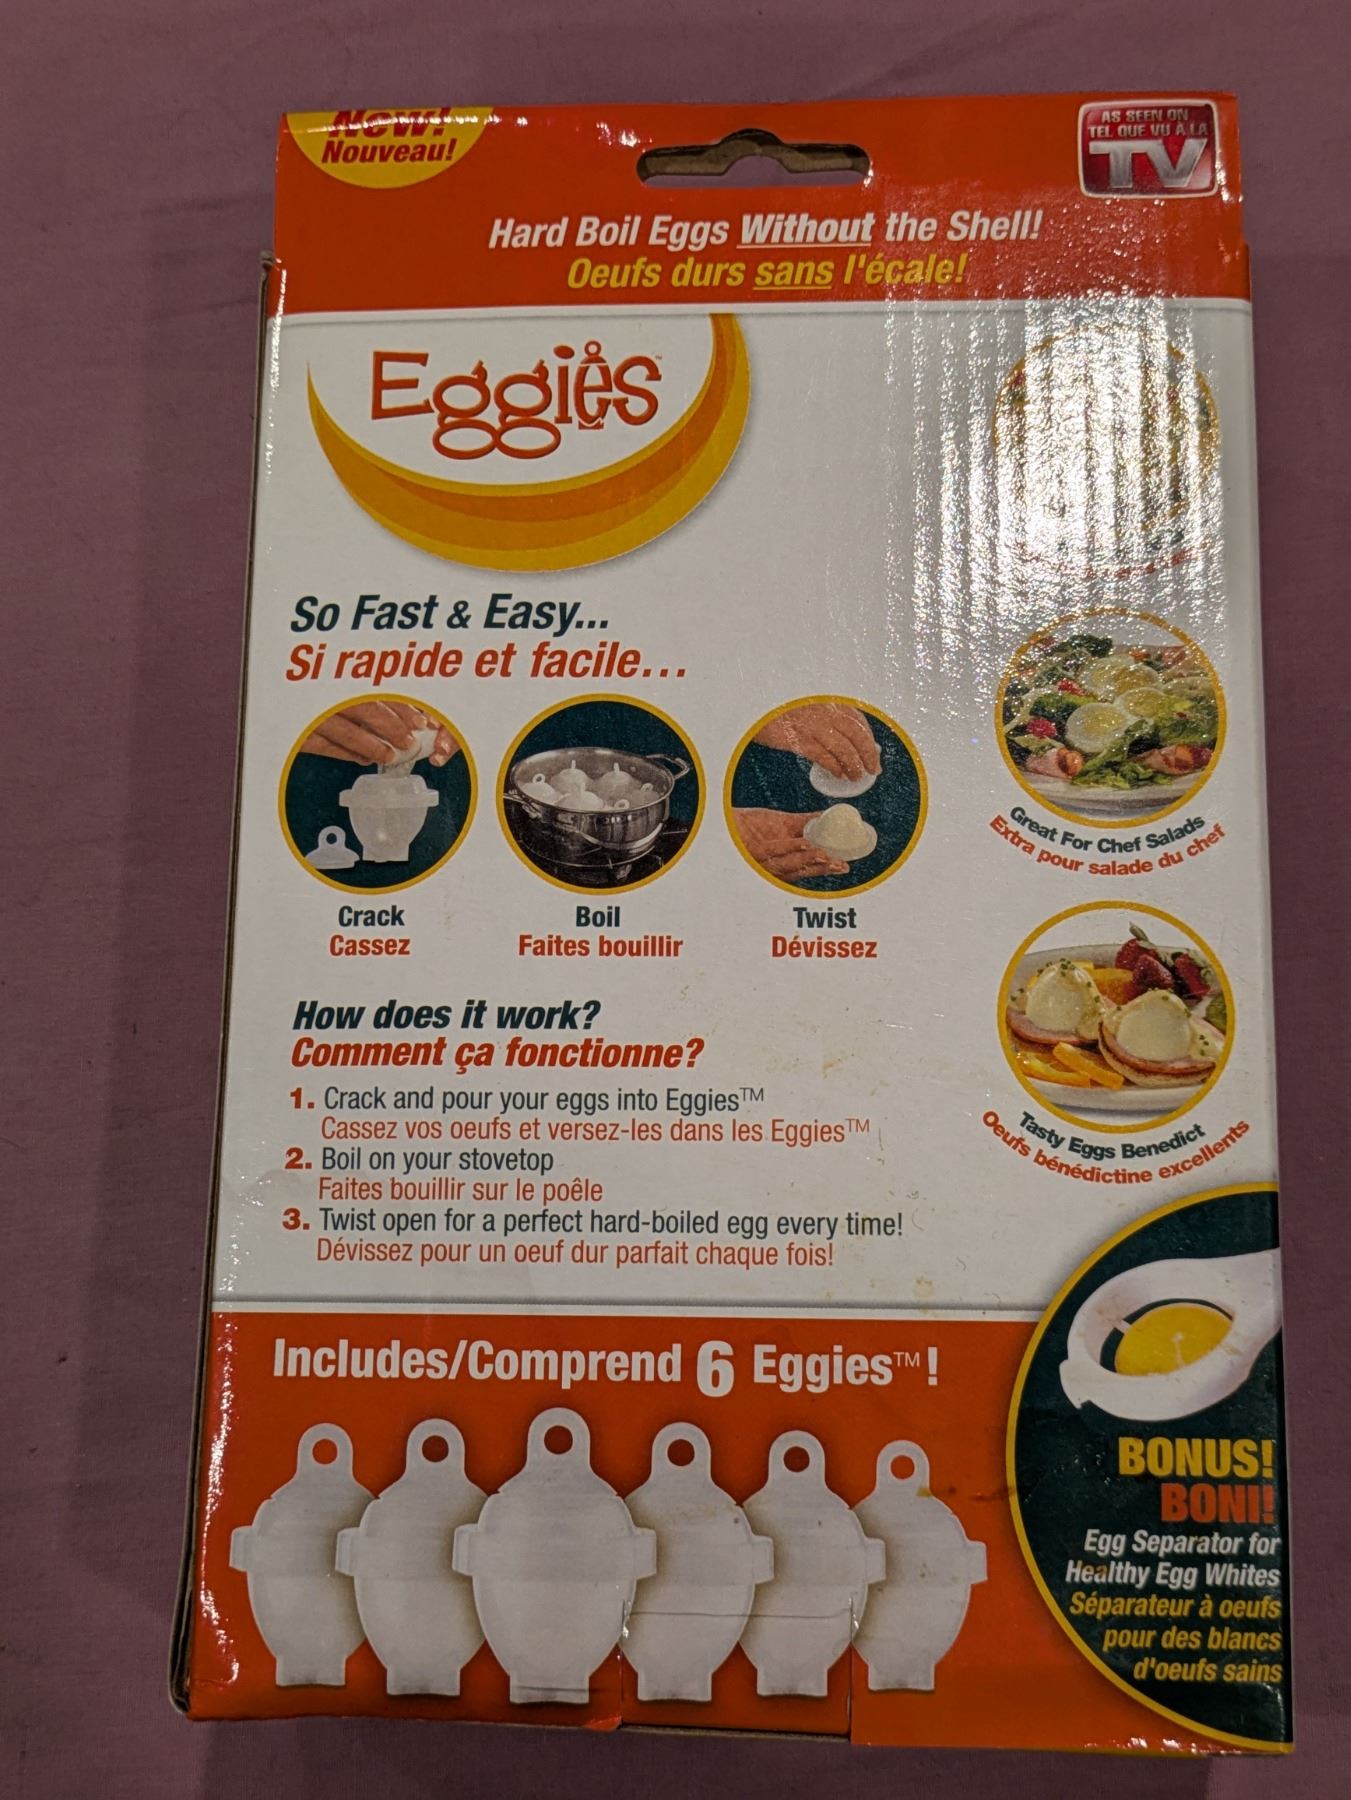 New!
Nouveau!
AS SEEN ON
TEL QUE VU À LA
TV
Hard Boil Eggs Without the Shell!
Oeufs durs sans l'écale!
Eggies™
So Fast & Easy...
Si rapide et facile...
Crack
Cassez
Boil
Faites bouillir
Twist
Dévissez
Great For Chef Salads
Extra pour salade du chef
How does it work?
Comment ça fonctionne?
1. Crack and pour your eggs into Eggies™
Cassez vos oeufs et versez-les dans les Eggies™
2. Boil on your stovetop
Faites bouillir sur le poêle
3. Twist open for a perfect hard-boiled egg every time!
Dévissez pour un oeuf dur parfait chaque fois!
Tasty Eggs Benedict
Oeufs bénédictine excellents
Includes/Comprend 6 Eggies™!
BONUS!
BONI!
Egg Separator for
Healthy Egg Whites
Séparateur à oeufs
pour des blancs
d'oeufs sains